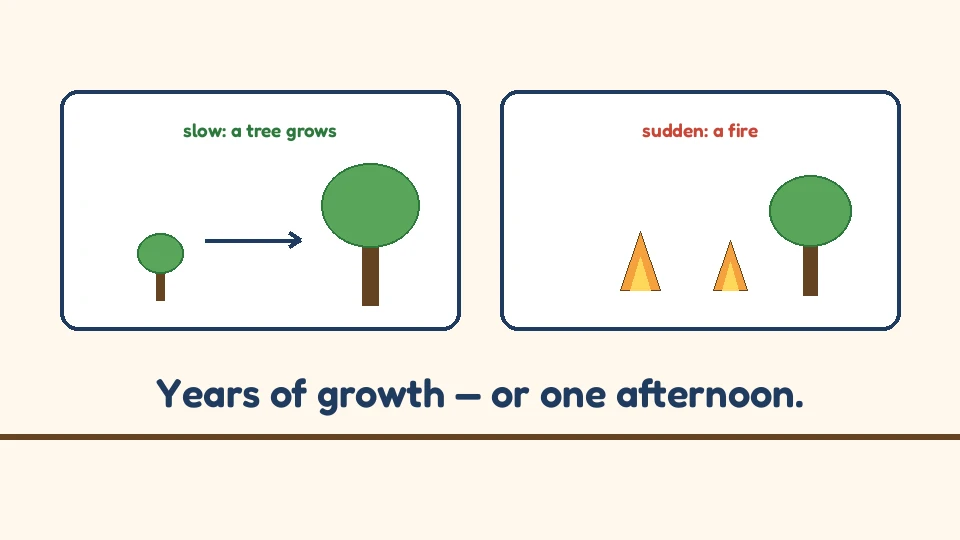 slow: a tree grows
sudden: a fire
Years of growth — or one afternoon.